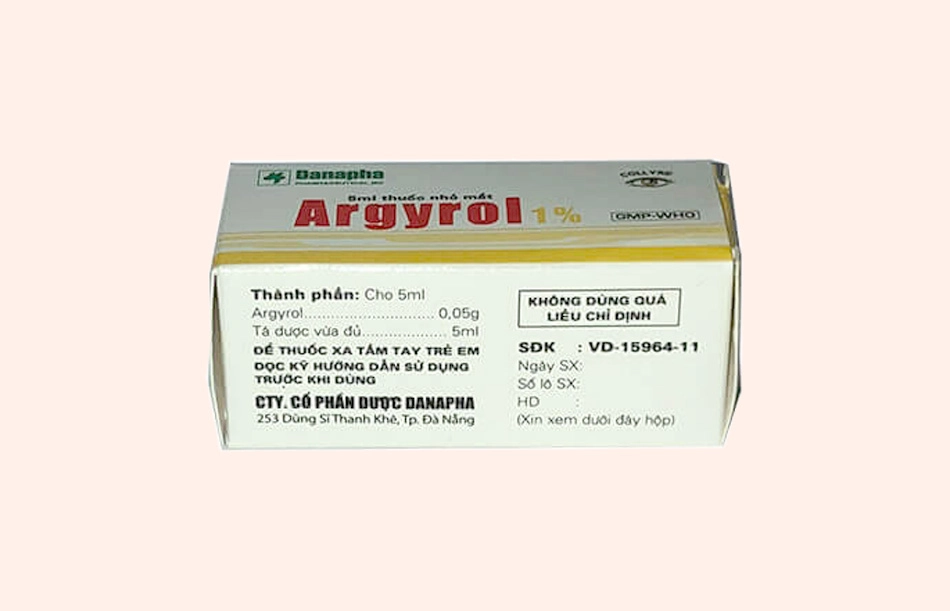 Danapha
PHARMACEUTICAL JSC
COLLYRE
5ml thuốc nhỏ mắt
Argyrol 1%
GMP-WHO
Thành phần: Cho 5ml
Argyrol.............................. 0,05g
Tá dược vừa đủ.................... 5ml
ĐỂ THUỐC XA TẦM TAY TRẺ EM
ĐỌC KỸ HƯỚNG DẪN SỬ DỤNG
TRƯỚC KHI DÙNG
CTY. CỔ PHẦN DƯỢC DANAPHA
253 Dũng Sĩ Thanh Khê, Tp. Đà Nẵng
KHÔNG DÙNG QUÁ
LIỀU CHỈ ĐỊNH
SĐK : VD-15964-11
Ngày SX:
Số lô SX:
HD :
(Xin xem dưới đáy hộp)